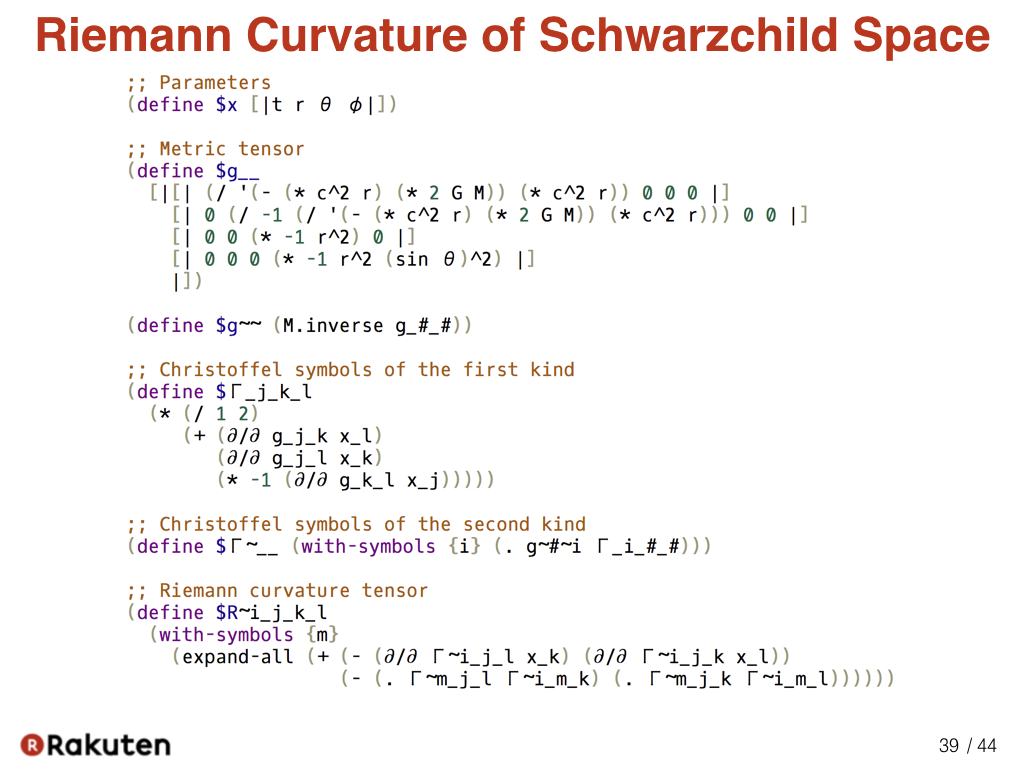 Riemann Curvature of Schwarzchild Space
;; Parameters
(define $x [|t r θ φ|])
;; Metric tensor
(define $g__
[|[| (/ '(- (* c^2 r) (* 2 G M)) (* c^2 r)) 0 0 0 |]
[| 0 (/ -1 (/ '(- (* c^2 r) (* 2 G M)) (* c^2 r))) 0 0 |]
[| 0 0 (* -1 r^2) 0 |]
[| 0 0 0 (* -1 r^2 (sin θ)^2) |]
|])
(define $g~~ (M.inverse g_#_#))
;; Christoffel symbols of the first kind
(define $Γ_j_k_l
(* (/ 1 2)
(+ (∂/∂ g_j_k x_l)
(∂/∂ g_j_l x_k)
(* -1 (∂/∂ g_k_l x_j)))))
;; Christoffel symbols of the second kind
(define $Γ~__ (with-symbols {i} (. g~#~i Γ_i_#_#)))
;; Riemann curvature tensor
(define $R~i_j_k_l
(with-symbols {m}
(expand-all (+ (- (∂/∂ Γ~i_j_l x_k) (∂/∂ Γ~i_j_k x_l))
(- (. Γ~m_j_l Γ~i_m_k) (. Γ~m_j_k Γ~i_m_l))))))
R Rakuten
39 / 44